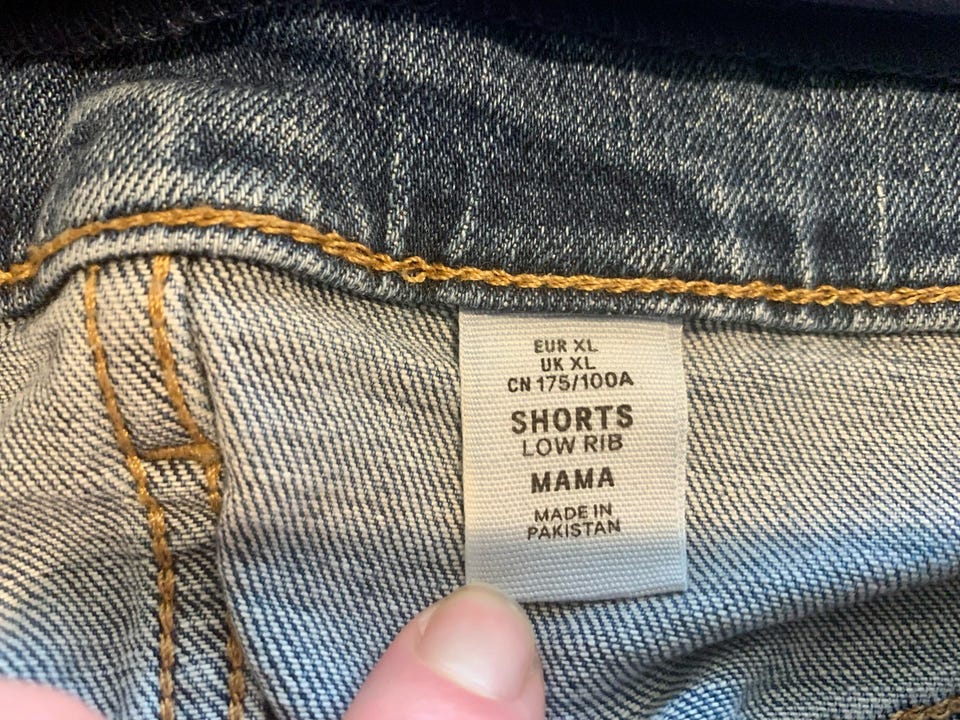 EUR XL
UK XL
CN 175/100A
SHORTS
LOW RIB
MAMA
MADE IN
PAKISTAN